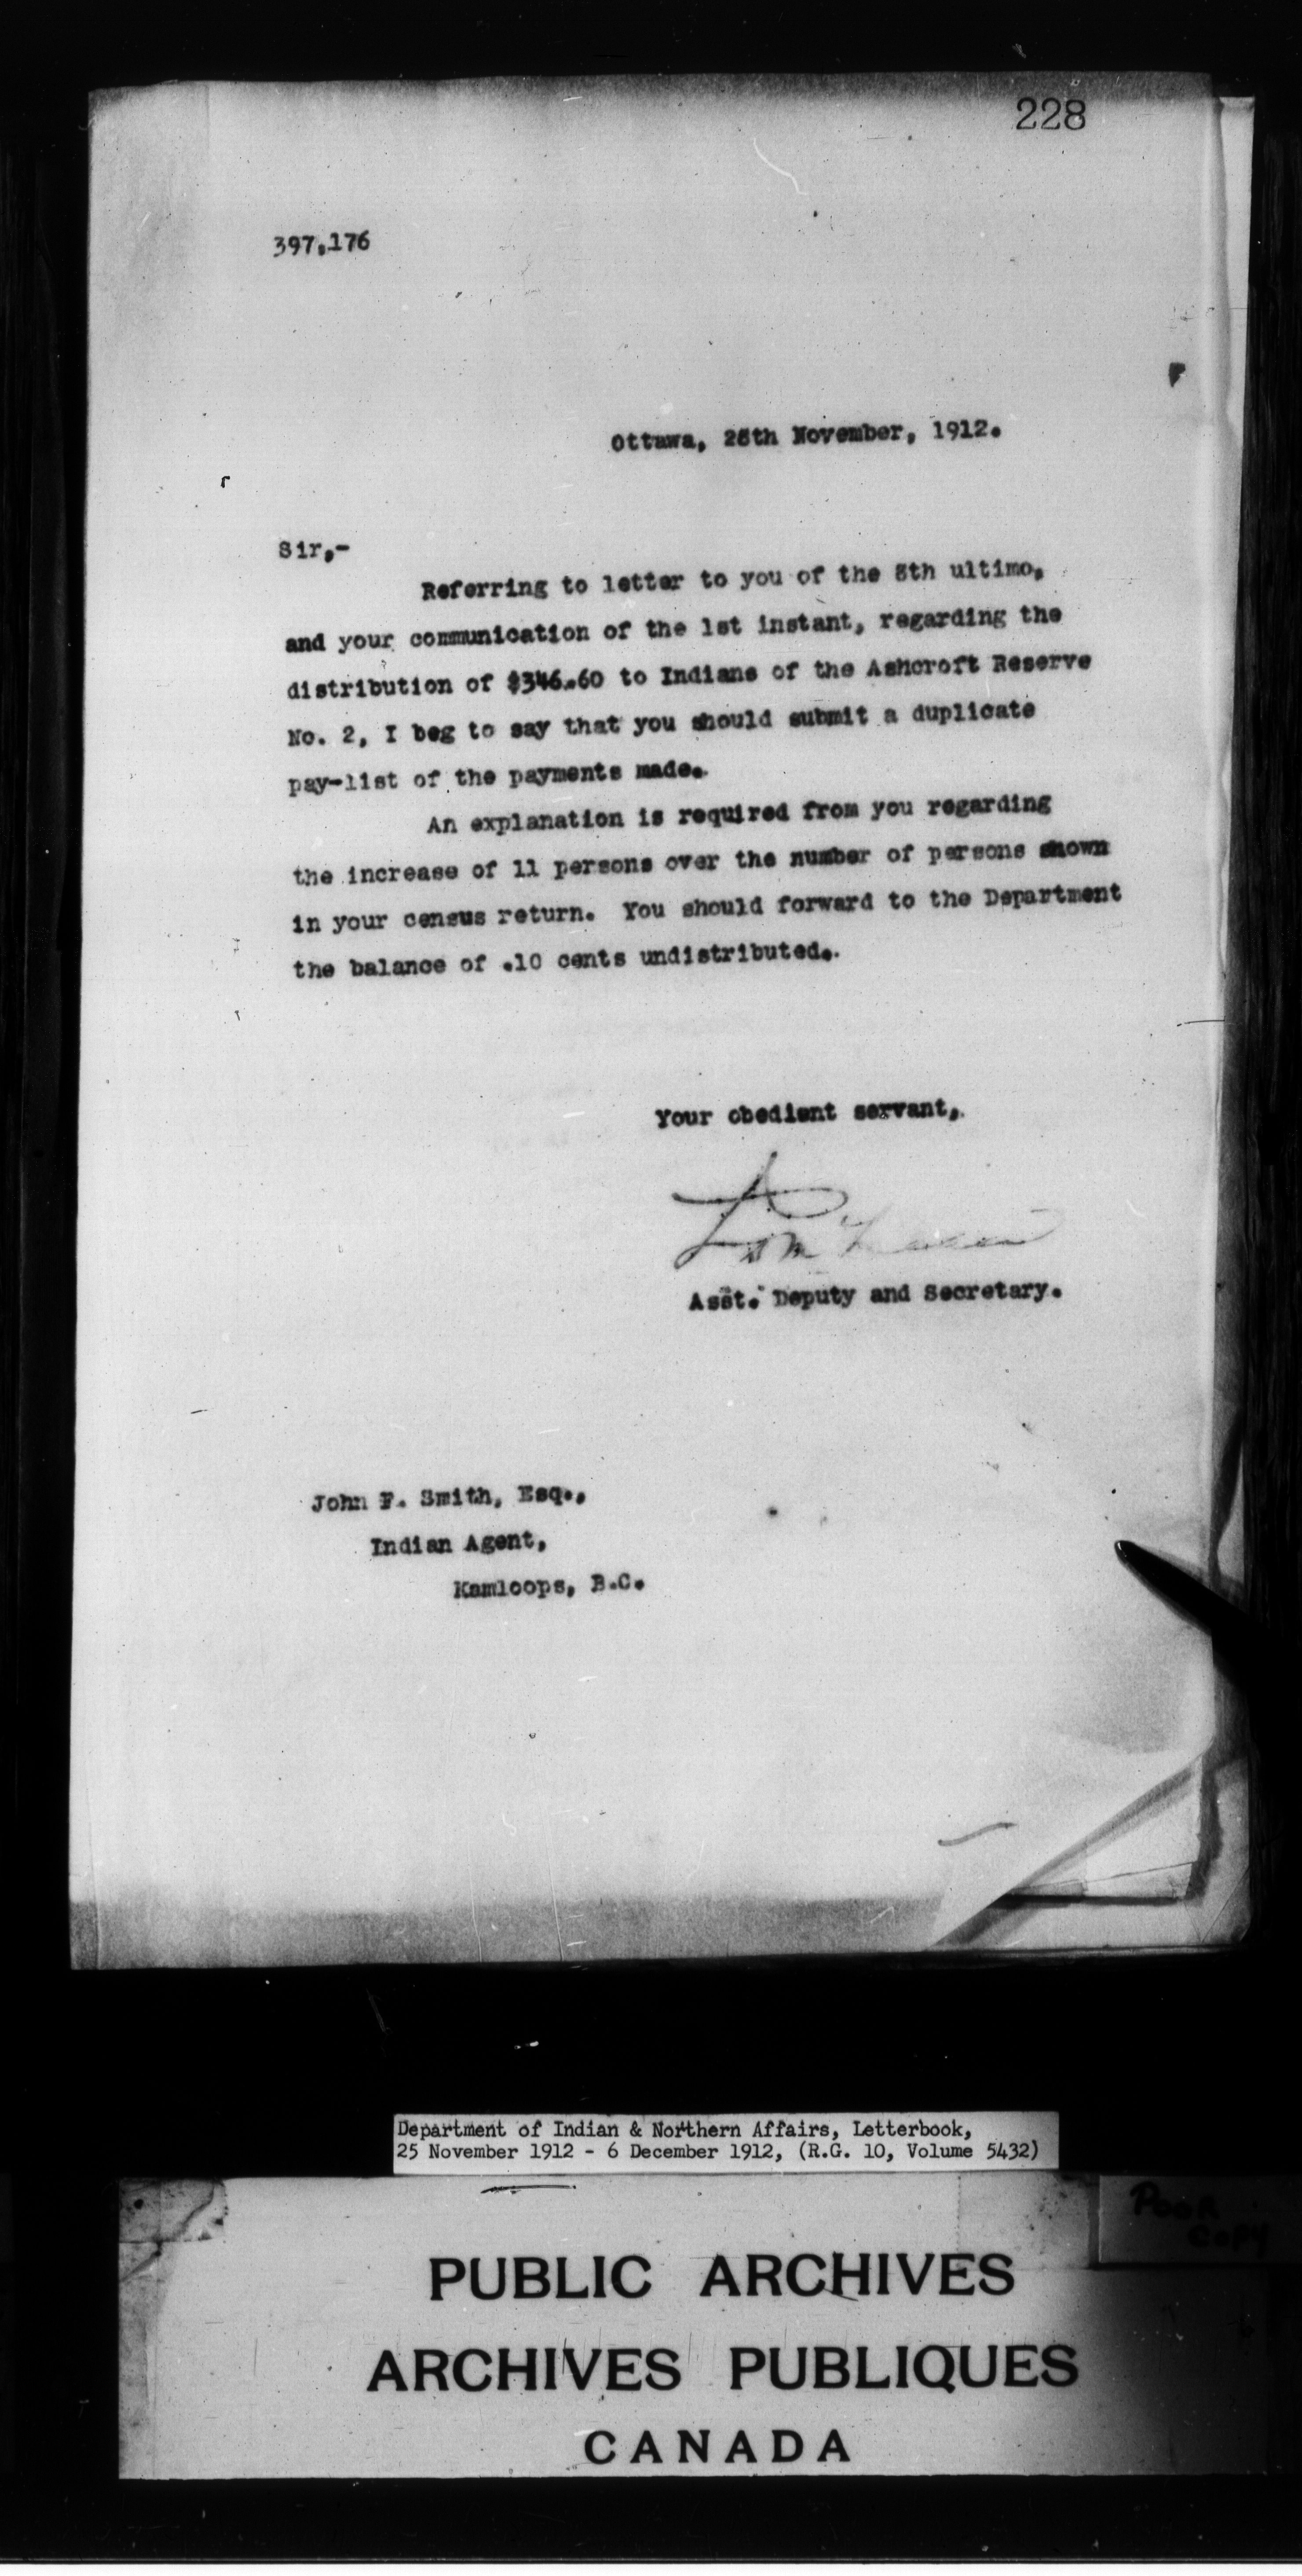 228
397,176
Ottawa, 28th November, 1912.
Sir,-
Referring to letter to you of the 8th ultimo,
and your communication of the 1st instant, regarding the
distribution of $346.60 to Indians of the Ashcroft Reserve
No. 2, I beg to say that you should submit a duplicate
pay-list of the payments made.
An explanation is required from you regarding
the increase of 11 persons over the number of persons shown
in your census return. You should forward to the Department
the balance of .10 cents undistributed.
Your obedient servant,
Asst. Deputy and Secretary.
John F. Smith, Esq.,
Indian Agent,
Kamloops, B.C.
Department of Indian & Northern Affairs, Letterbook,
25 November 1912 - 6 December 1912, (R.G. 10, Volume 5432)
Poor
Copy
PUBLIC ARCHIVES
ARCHIVES PUBLIQUES
CANADA